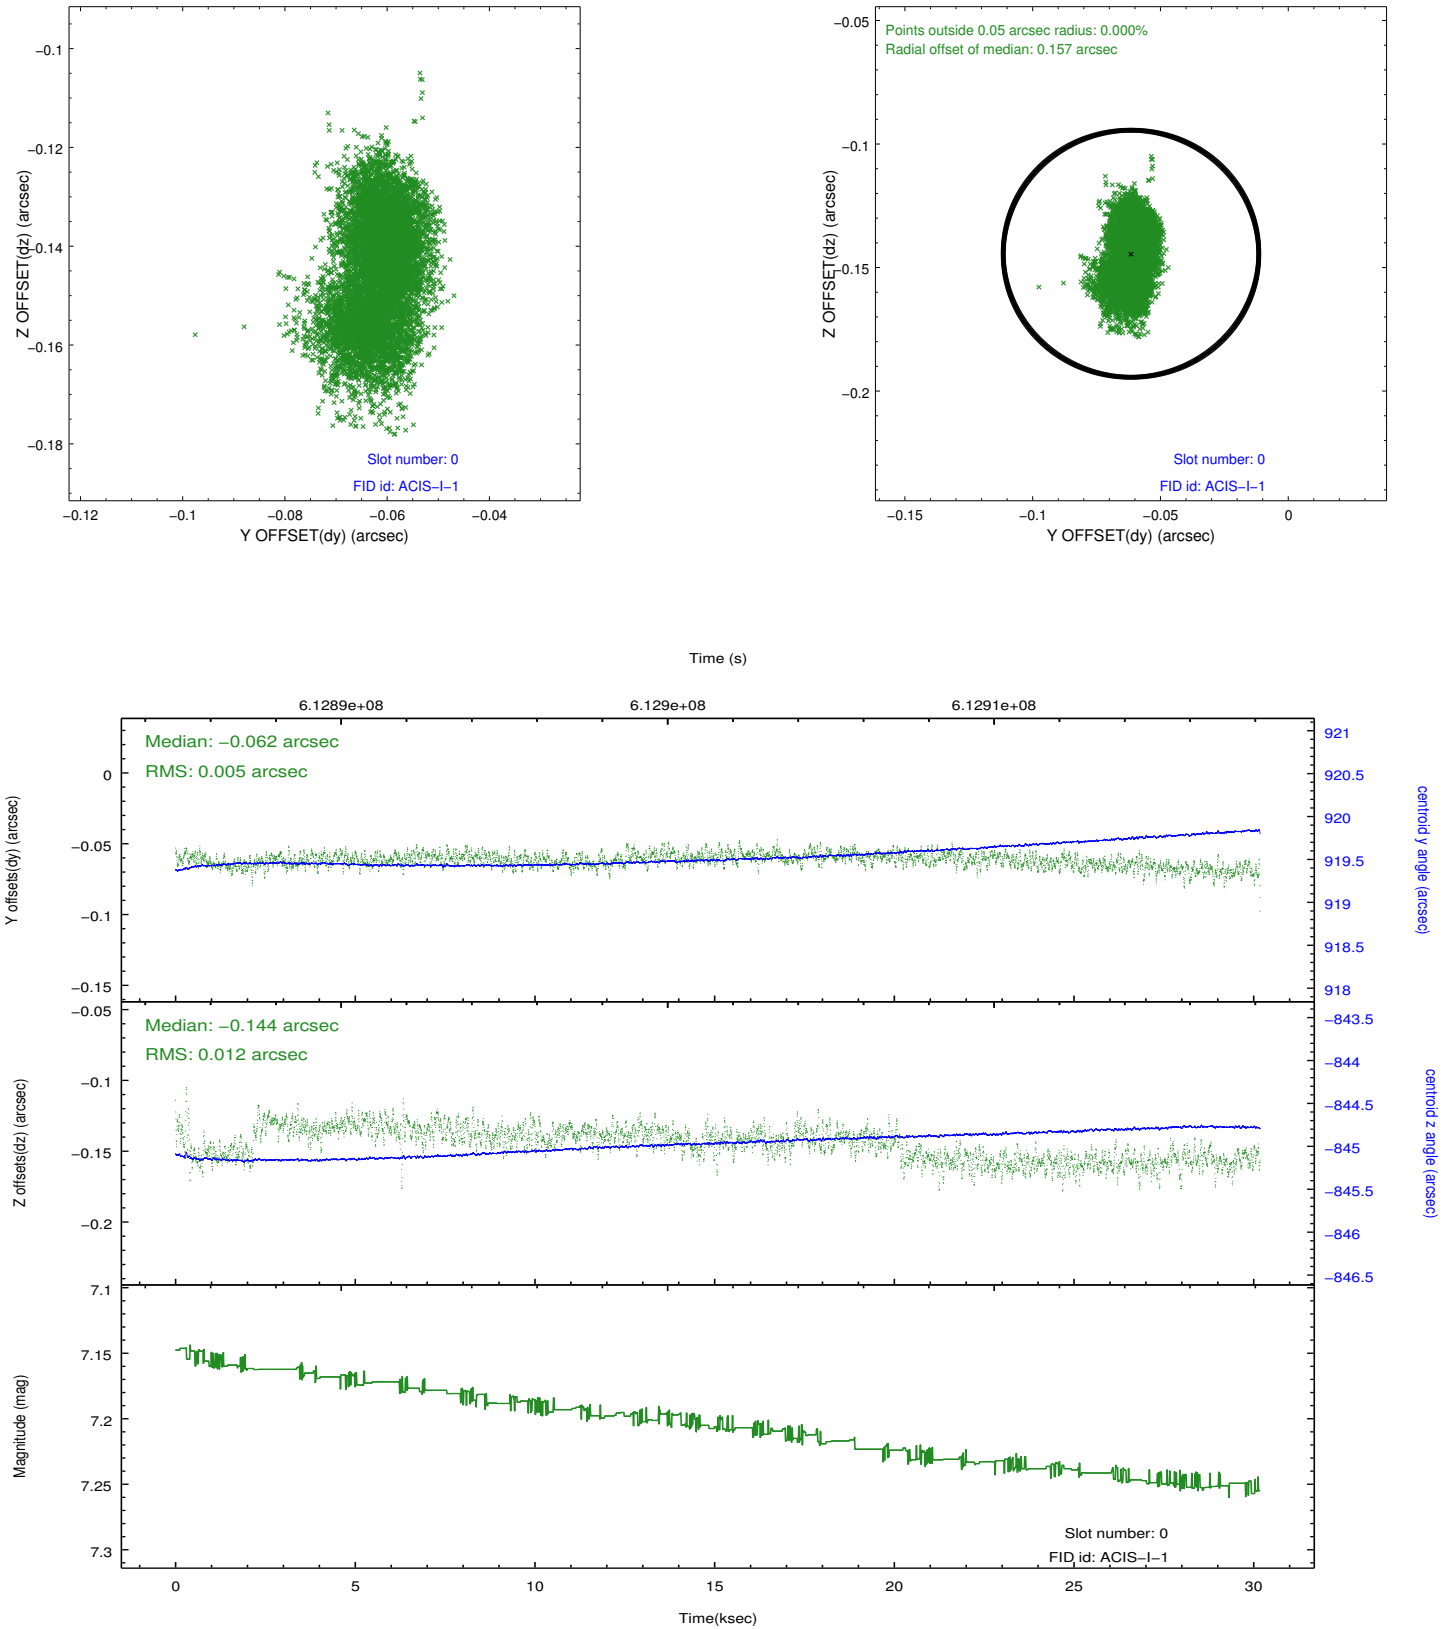 −0.1
−0.12
−0.14
−0.16
−0.18
Z OFFSET(dz) (arcsec)
Slot number: 0
FID id: ACIS−I−1
−0.12
−0.1
−0.08
−0.06
−0.04
Y OFFSET(dy) (arcsec)
Points outside 0.05 arcsec radius: 0.000%
Radial offset of median: 0.157 arcsec
−0.05
−0.1
−0.15
−0.2
Z OFFSET(dz) (arcsec)
Slot number: 0
FID id: ACIS−I−1
−0.15
−0.1
−0.05
0
Y OFFSET(dy) (arcsec)
Time (s)
6.1289e+08
6.129e+08
6.1291e+08
Median: −0.062 arcsec
RMS: 0.005 arcsec
0
−0.05
−0.1
−0.15
Y offsets(dy) (arcsec)
921
920.5
920
919.5
919
918.5
918
centroid y angle (arcsec)
Median: −0.144 arcsec
RMS: 0.012 arcsec
−0.05
−0.1
−0.15
−0.2
Z offsets(dz) (arcsec)
−843.5
−844
−844.5
−845
−845.5
−846
−846.5
centroid z angle (arcsec)
7.1
7.15
7.2
7.25
7.3
Magnitude (mag)
Slot number: 0
FID id: ACIS−I−1
0
5
10
15
20
25
30
Time(ksec)